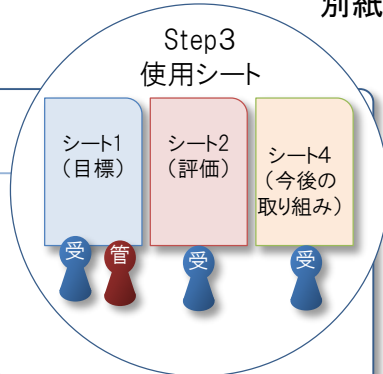 別紙
Step3
使用シート
シート1
（目標）
シート2
（評価）
シート4
（今後の
取り組み）
受
管
受
受